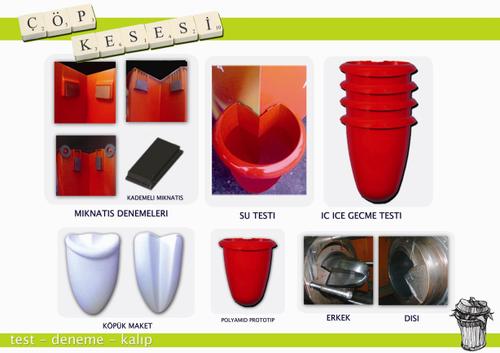 ÇÖP
KESESİ
KADEMELI MIKNATIS
MIKNATIS DENEMELERI
SU TESTI
IC ICE GECME TESTI
KÖPÜK MAKET
POLYAMID PROTOTIP
ERKEK
DISI
test - deneme - kalıp